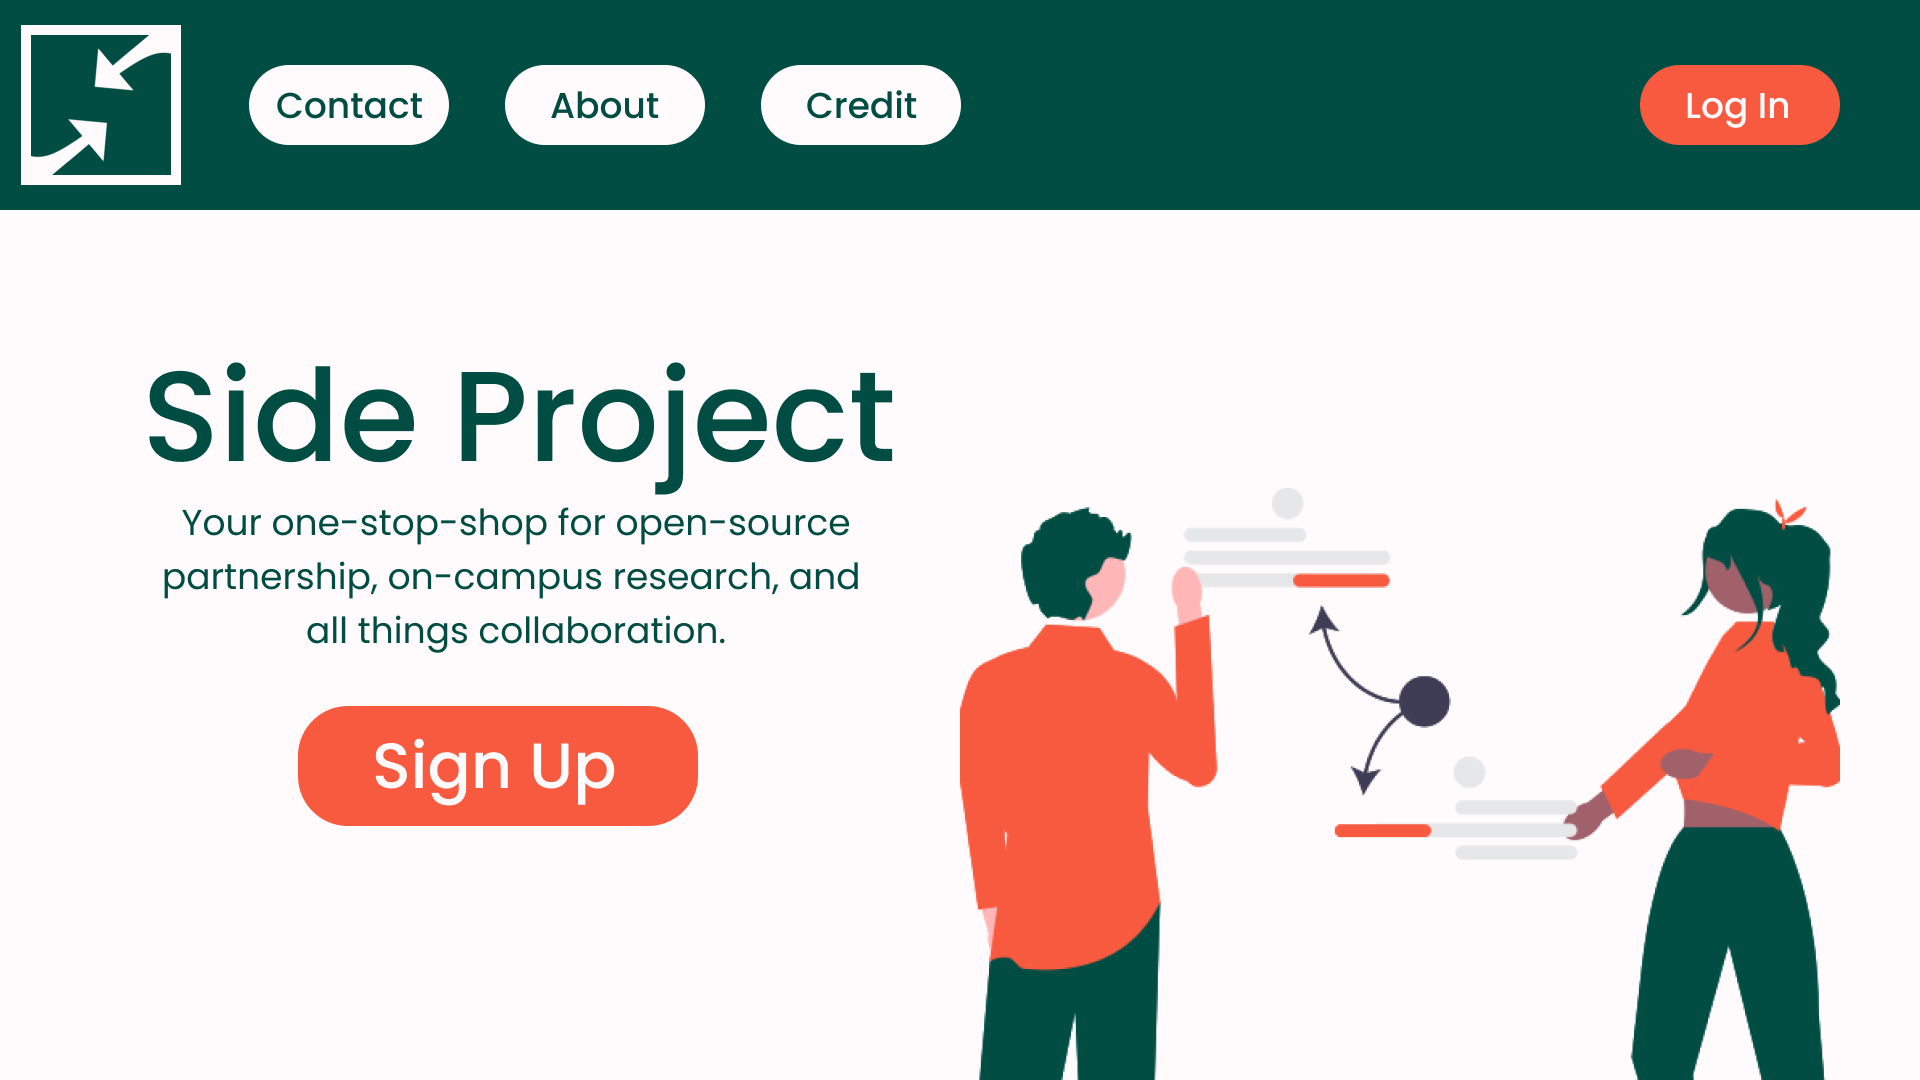 Contact
About
Credit
Log In
Side Project
Your one-stop-shop for open-source
partnership, on-campus research, and
all things collaboration.
Sign Up